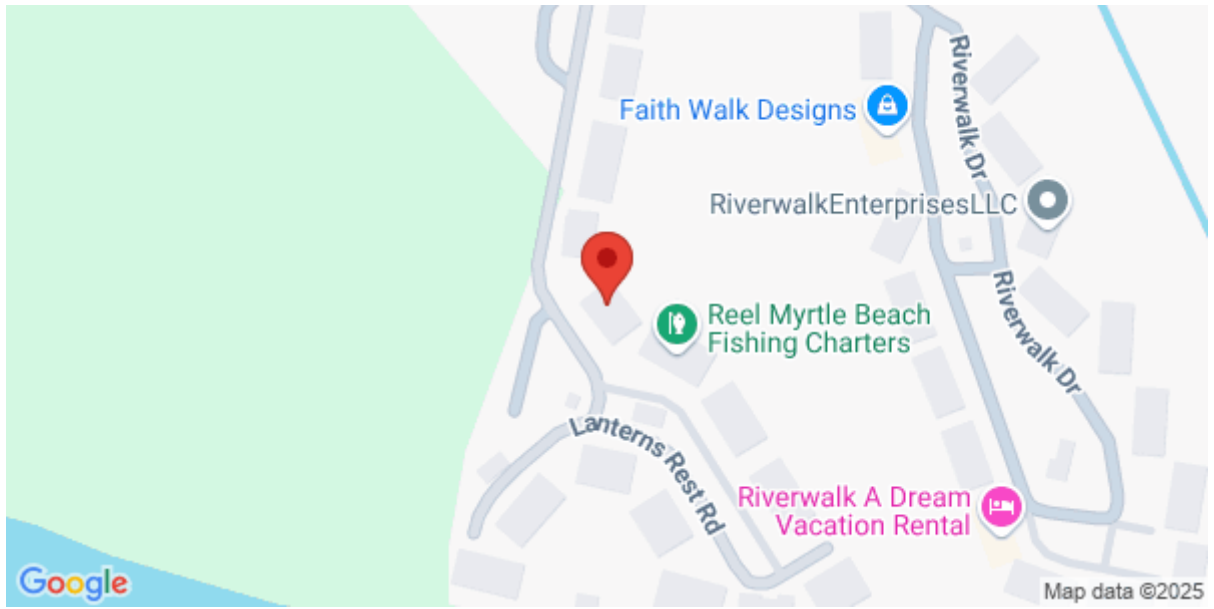 Riverwalk Dr
Faith Walk Designs
RiverwalkEnterprisesLLC
Riverwalk Dr
Reel Myrtle Beach
Fishing Charters
Lanterns Rest Rd
Riverwalk A Dream
Vacation Rental
Google
Map data ©2025